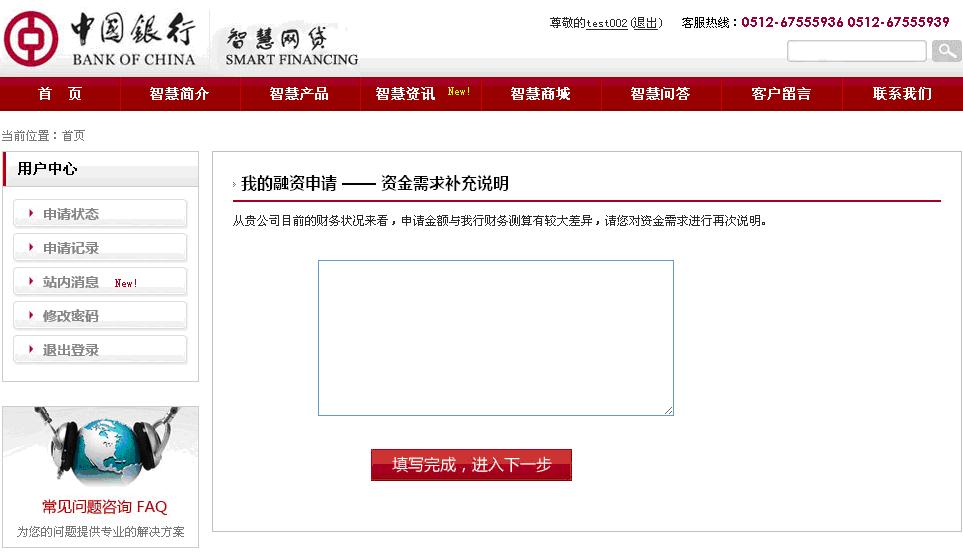 中国银行 智慧网贷
BANK OF CHINA SMART FINANCING
尊敬的test002 (退出) 客服热线：0512-67555936 0512-67555939
首 页 智慧简介 智慧产品 智慧资讯 New! 智慧商城 智慧问答 客户留言 联系我们
当前位置：首页
用户中心
申请状态
申请记录
站内消息 New!
修改密码
退出登录
常见问题咨询 FAQ
为您的问题提供专业的解决方案
我的融资申请 —— 资金需求补充说明
从贵公司目前的财务状况来看，申请金额与我行财务测算有较大差异，请您对资金需求进行再次说明。
填写完成，进入下一步